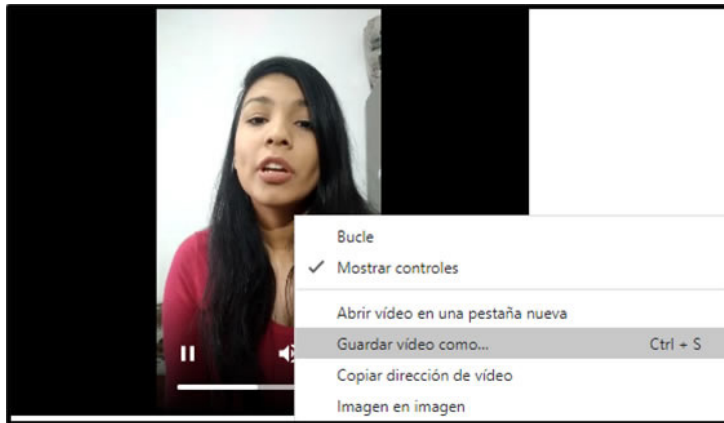 Bucle
Mostrar controles
Abrir vídeo en una pestaña nueva
Guardar vídeo como... Ctrl + S
Copiar dirección de vídeo
Imagen en imagen